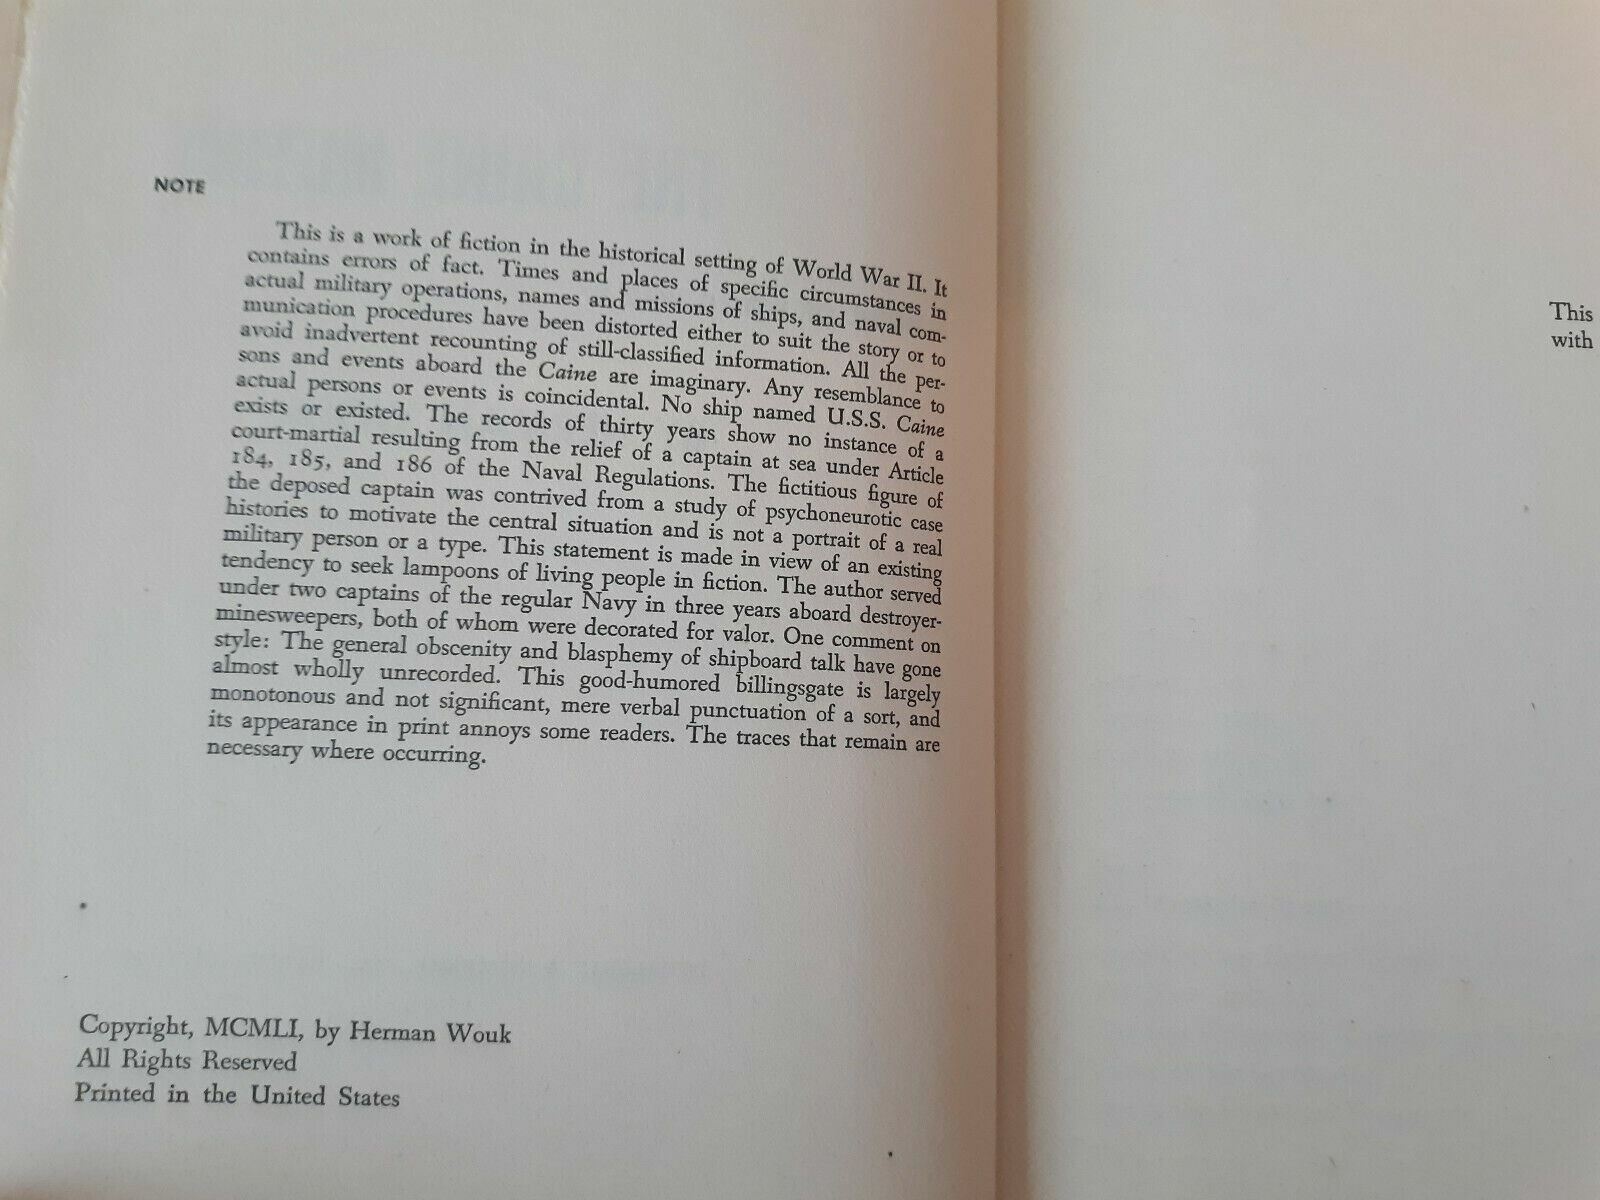 NOTE
This is a work of fiction in the historical setting of World War II. It
contains errors of fact. Times and places of specific circumstances in
actual military operations, names and missions of ships, and naval com-
munication procedures have been distorted either to suit the story or to
avoid inadvertent recounting of still-classified information. All the per-
sons and events aboard the Caine are imaginary. Any resemblance to
actual persons or events is coincidental. No ship named U.S.S. Caine
exists or existed. The records of thirty years show no instance of a
court-martial resulting from the relief of a captain at sea under Article
184, 185, and 186 of the Naval Regulations. The fictitious figure of
the deposed captain was contrived from a study of psychoneurotic case
histories to motivate the central situation and is not a portrait of a real
military person or a type. This statement is made in view of an existing
tendency to seek lampoons of living people in fiction. The author served
under two captains of the regular Navy in three years aboard destroyer-
minesweepers, both of whom were decorated for valor. One comment on
style: The general obscenity and blasphemy of shipboard talk have gone
almost wholly unrecorded. This good-humored billingsgate is largely
monotonous and not significant, mere verbal punctuation of a sort, and
its appearance in print annoys some readers. The traces that remain are
necessary where occurring.
Copyright, MCMLI, by Herman Wouk
All Rights Reserved
Printed in the United States
This
with